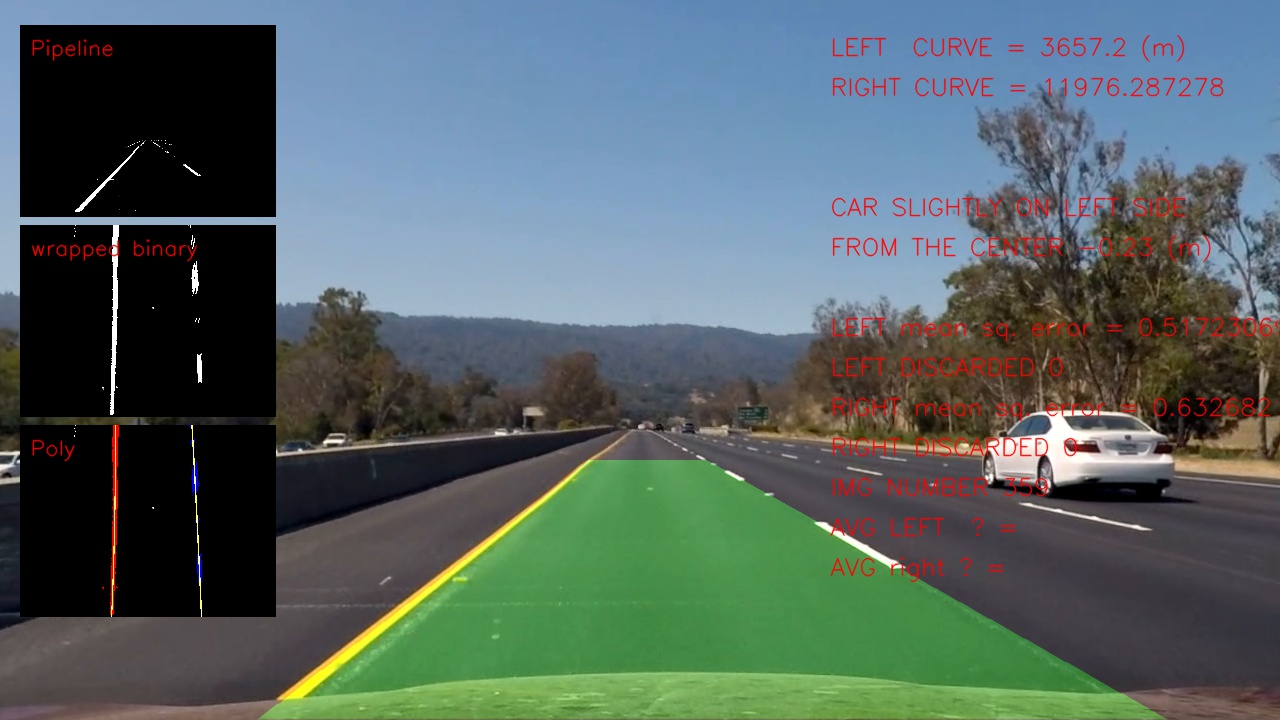 Pipeline
wrapped binary
Poly
LEFT  CURVE = 3657.2 (m)
RIGHT CURVE = 11976.287278
CAR SLIGHTLY ON LEFT SIDE
FROM THE CENTER -0.23 (m)
LEFT mean sq. error = 0.5172306
LEFT DISCARDED 0
RIGHT mean sq. error = 0.632682
RIGHT DISCARDED 0
IMG NUMBER 359
AVG LEFT  ? =
AVG right ? =